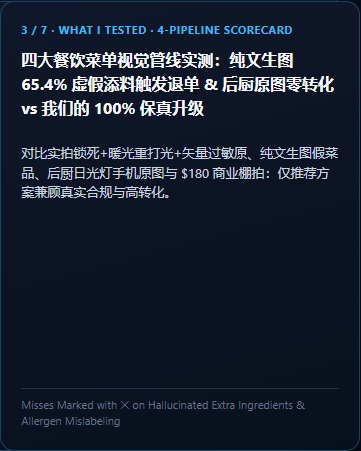 3 / 7 · WHAT I TESTED · 4-PIPELINE SCORECARD
四大餐饮菜单视觉管线实测：纯文生图
65.4% 虚假添料触发退单 & 后厨原图零转化
vs 我们的 100% 保真升级
对比实拍锁死+暖光重打光+矢量过敏原、纯文生图假菜
品、后厨日光灯手机原图与 $180 商业棚拍：仅推荐方
案兼顾真实合规与高转化。
Misses Marked with ✕ on Hallucinated Extra Ingredients &
Allergen Mislabeling